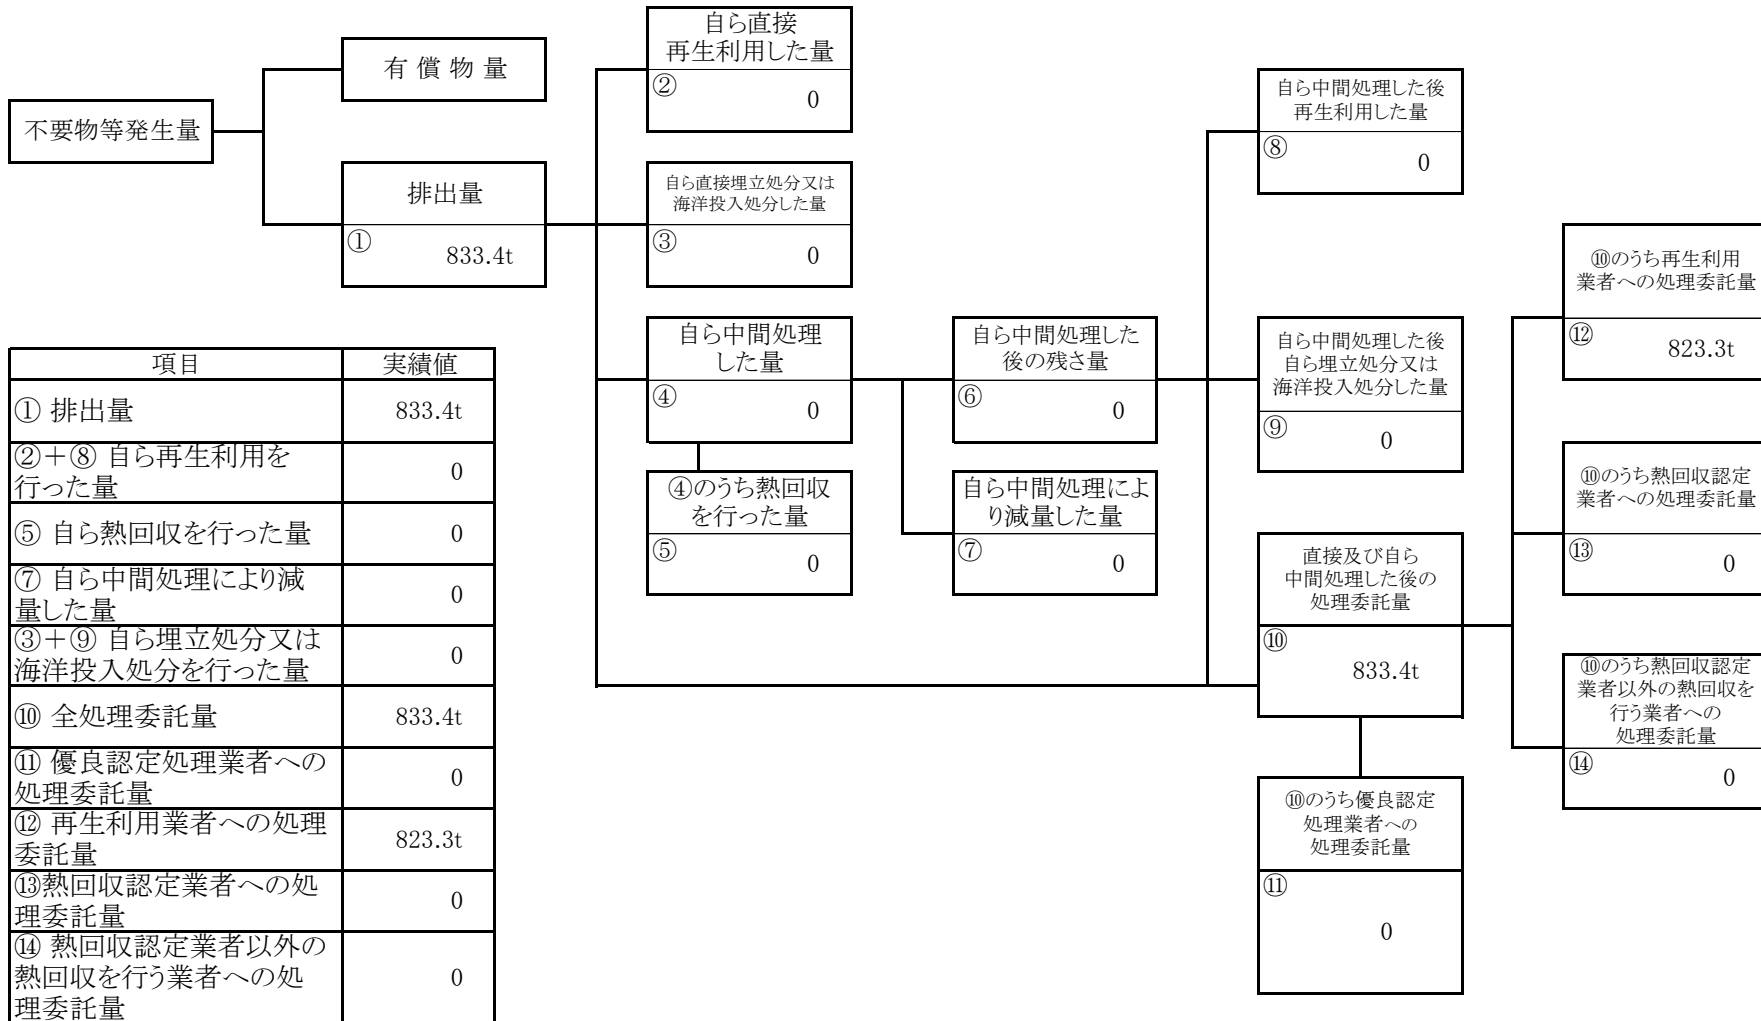 不要物等発生量
有 償 物 量
排出量
①
833.4t
自ら直接
再生利用した量
②
0
自ら直接埋立処分又は
海洋投入処分した量
③
0
自ら中間処理
した量
④
0
④のうち熱回収
を行った量
⑤
0
自ら中間処理した
後の残さ量
⑥
0
自ら中間処理によ
り減量した量
⑦
0
自ら中間処理した後
再生利用した量
⑧
0
自ら中間処理した後
自ら埋立処分又は
海洋投入処分した量
⑨
0
直接及び自ら
中間処理した後の
処理委託量
⑩
833.4t
⑩のうち優良認定
処理業者への
処理委託量
⑪
0
⑩のうち再生利用
業者への処理委託量
⑫
823.3t
⑩のうち熱回収認定
業者への処理委託量
⑬
0
⑩のうち熱回収認定
業者以外の熱回収を
行う業者への
処理委託量
⑭
0
項目 実績値
① 排出量 833.4t
②＋⑧ 自ら再生利用を
行った量
0
⑤ 自ら熱回収を行った量 0
⑦ 自ら中間処理により減
量した量
0
③＋⑨ 自ら埋立処分又は
海洋投入処分を行った量
0
⑩ 全処理委託量 833.4t
⑪ 優良認定処理業者への
処理委託量
0
⑫ 再生利用業者への処理
委託量
823.3t
⑬熱回収認定業者への処
理委託量
0
⑭ 熱回収認定業者以外の
熱回収を行う業者への処
理委託量
0